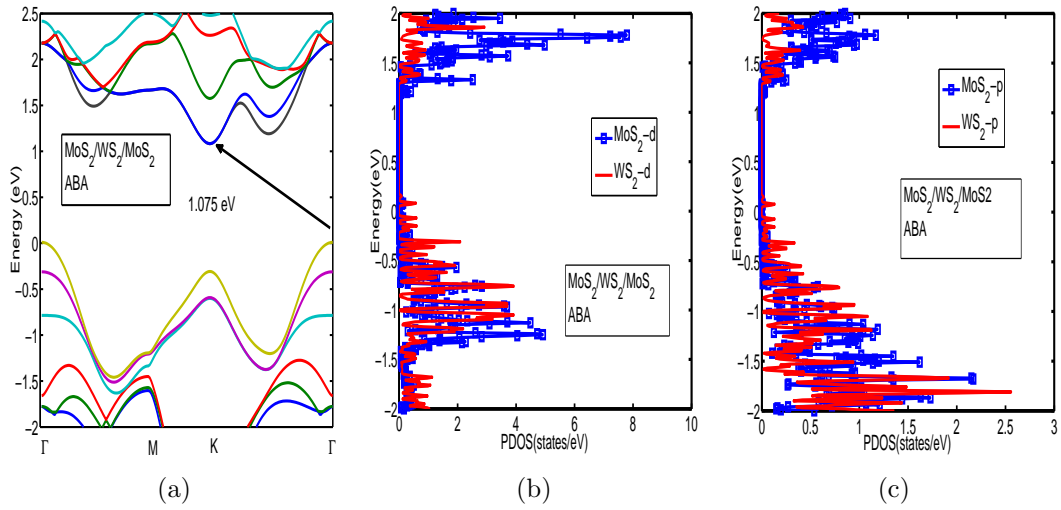 2.5
2
1.5
1
0.5
0
−0.5
−1
−1.5
−2
Energy (eV)
MoS2/WS2/MoS2
ABA
1.075 eV
Γ
M
K
Γ
(a)
2
1.5
1
0.5
0
−0.5
−1
−1.5
−2
Energy(eV)
MoS2−d
WS2−d
MoS2/WS2/MoS2
ABA
0
2
4
6
8
10
PDOS(states/eV)
(b)
2
1.5
1
0.5
0
−0.5
−1
−1.5
−2
Energy(eV)
MoS2−p
WS2−p
MoS2/WS2/MoS2
ABA
0
0.5
1
1.5
2
2.5
3
PDOS(states/eV)
(c)